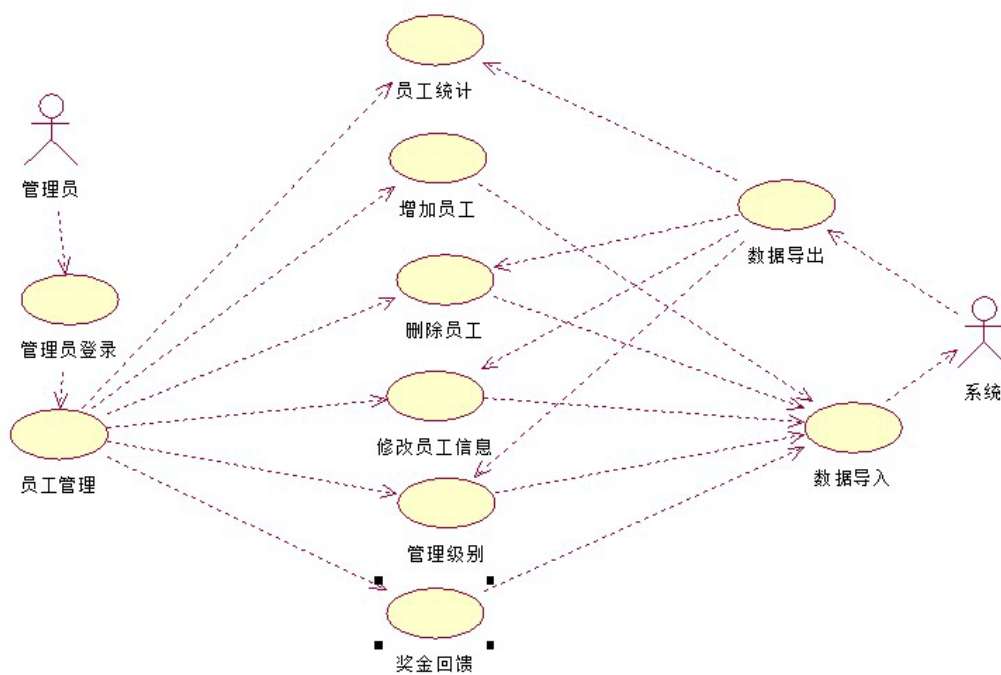 员工统计
管理员
增加员工
数据导出
删除员工
管理员登录
系统
修改员工信息
数据导入
员工管理
管理级别
奖金回馈